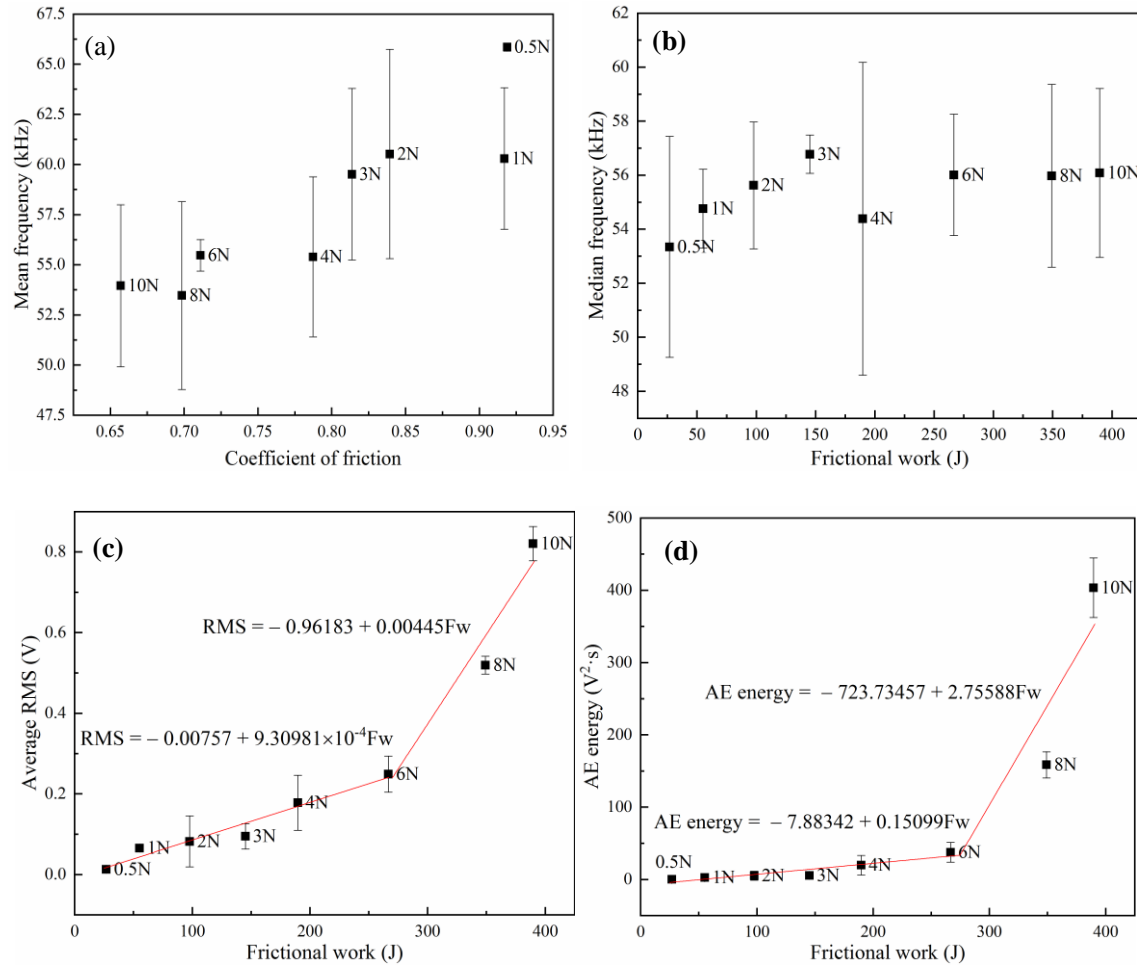 (a)
67.5
65.0
62.5
60.0
57.5
55.0
52.5
50.0
47.5
Mean frequency (kHz)
0.5N
1N
2N
3N
4N
6N
10N
8N
0.65 0.70 0.75 0.80 0.85 0.90 0.95
Coefficient of friction
(b)
62
60
58
56
54
52
50
48
Median frequency (kHz)
0.5N
1N
2N
3N
4N
6N
8N
10N
0 50 100 150 200 250 300 350 400
Frictional work (J)
(c)
0.8
0.6
0.4
0.2
0.0
Average RMS (V)
10N
RMS = – 0.96183 + 0.00445Fw
8N
RMS = – 0.00757 + 9.30981×10⁻⁴Fw
6N
4N
0.5N
1N
2N
3N
0 100 200 300 400
Frictional work (J)
(d)
500
400
300
200
100
0
AE energy (V²·s)
10N
AE energy = – 723.73457 + 2.75588Fw
8N
AE energy = – 7.88342 + 0.15099Fw
0.5N
1N
2N
3N
4N
6N
0 100 200 300 400
Frictional work (J)